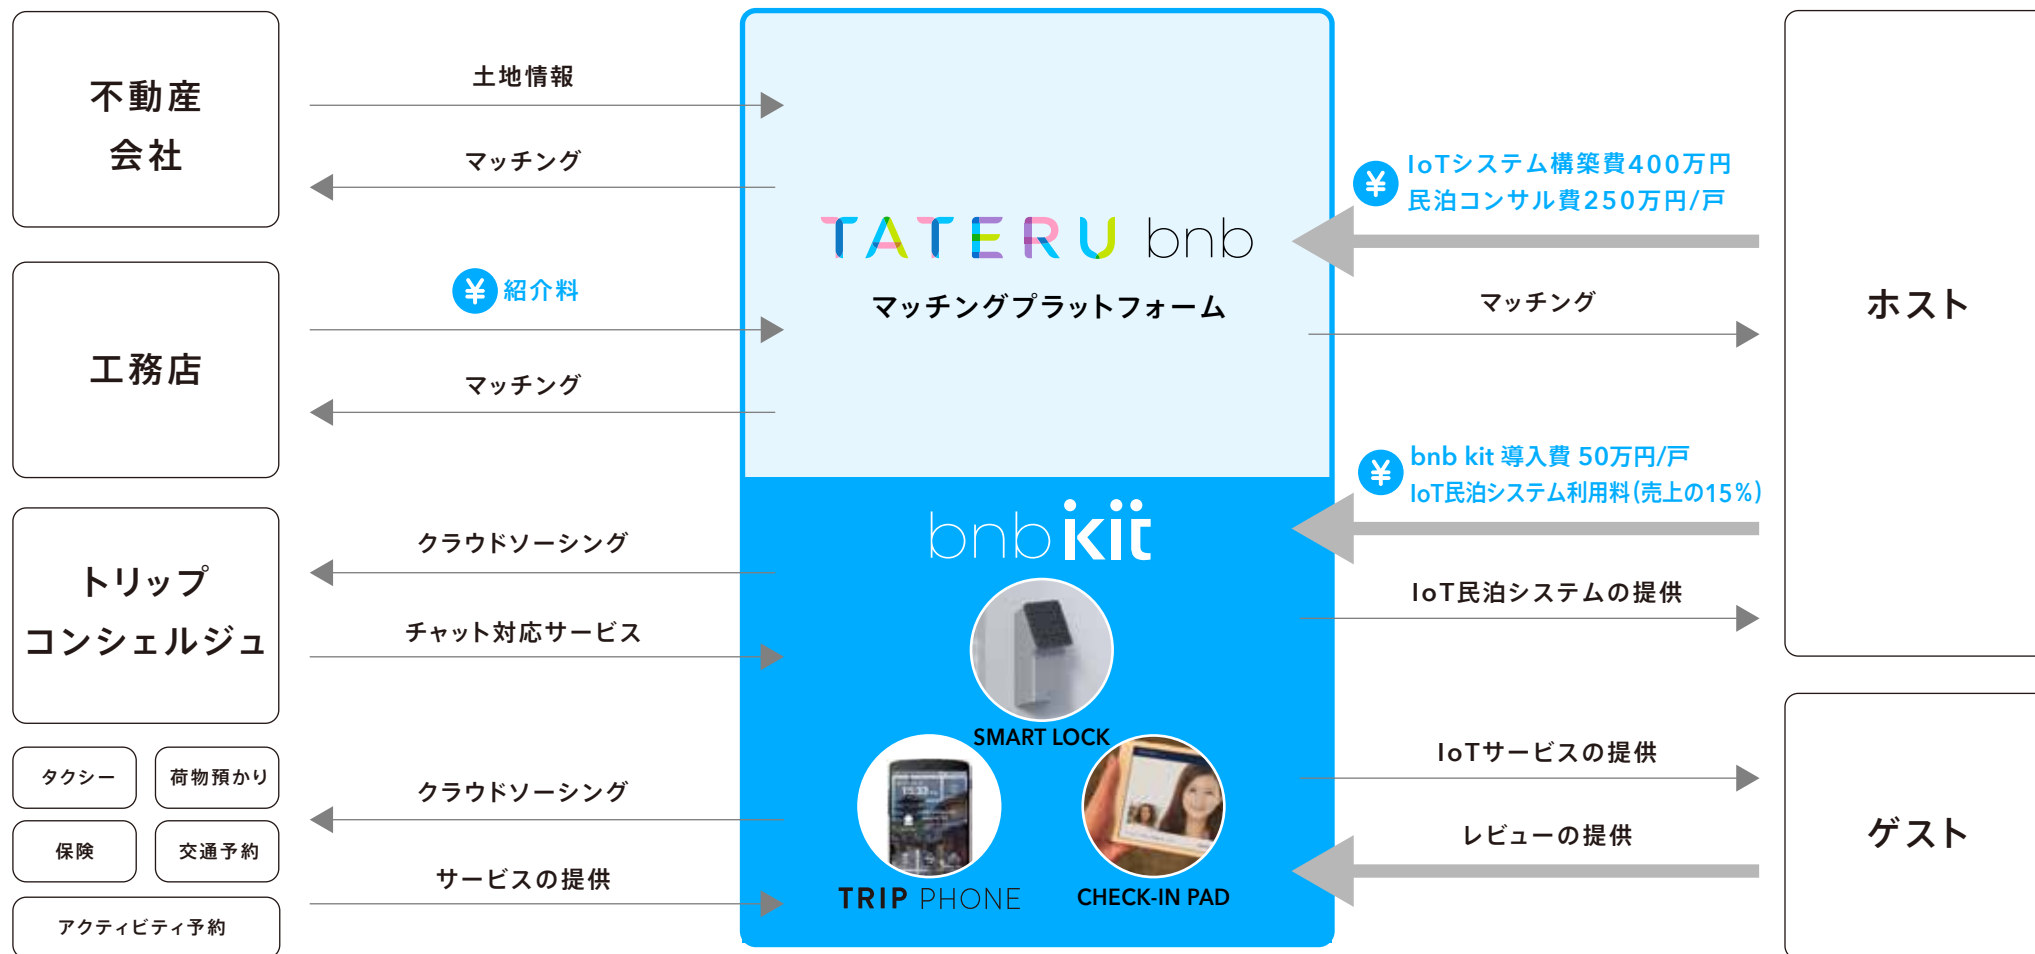 不動産
会社
工務店
トリップ
コンシェルジュ
タクシー
荷物預かり
保険
交通予約
アクティビティ予約
土地情報
マッチング
¥ 紹介料
マッチング
クラウドソーシング
チャット対応サービス
クラウドソーシング
サービスの提供
TATERU bnb
マッチングプラットフォーム
bnb kit
SMART LOCK
TRIP PHONE
CHECK-IN PAD
¥ IoTシステム構築費400万円
民泊コンサル費250万円/戸
マッチング
¥ bnb kit 導入費 50万円/戸
IoT民泊システム利用料(売上の15%)
IoT民泊システムの提供
IoTサービスの提供
レビューの提供
ホスト
ゲスト